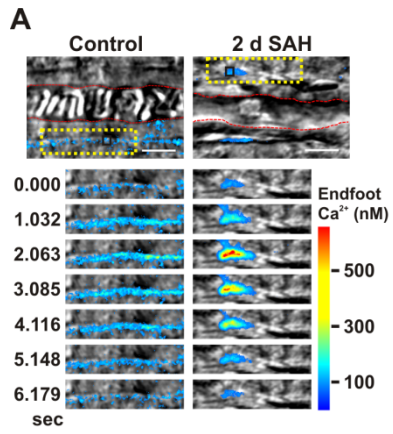 A
Control
2 d SAH
0.000
1.032
2.063
3.085
4.116
5.148
6.179
sec
Endfoot
Ca²⁺ (nM)
500
300
100